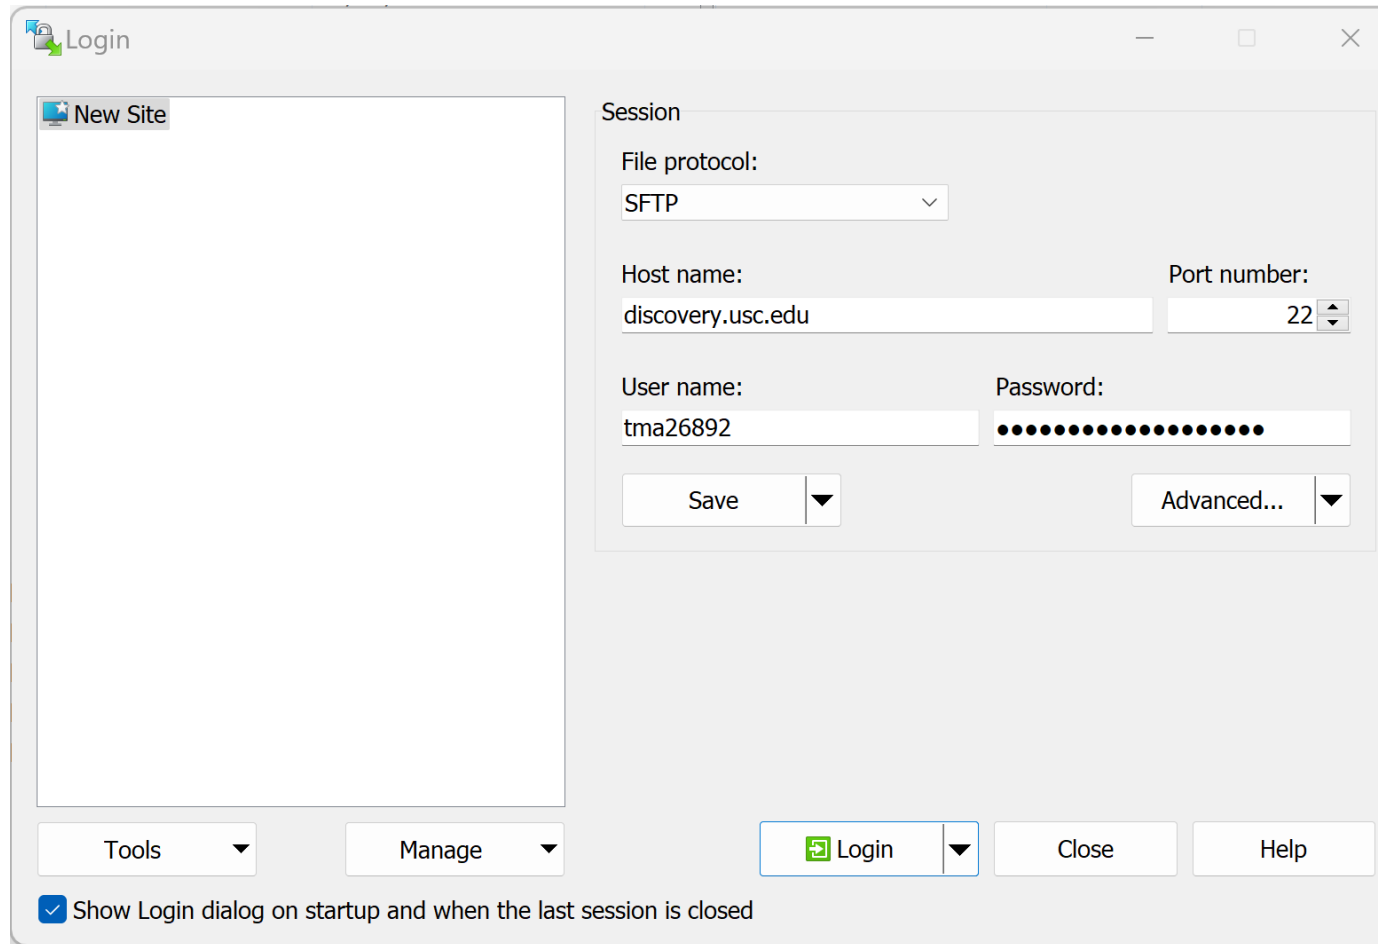 Login
New Site
Session
File protocol:
SFTP
Host name:
Port number:
discovery.usc.edu
22
User name:
Password:
tma26892
●●●●●●●●●●●●●●●●●●●
Save
Advanced...
Tools
Manage
Login
Close
Help
Show Login dialog on startup and when the last session is closed